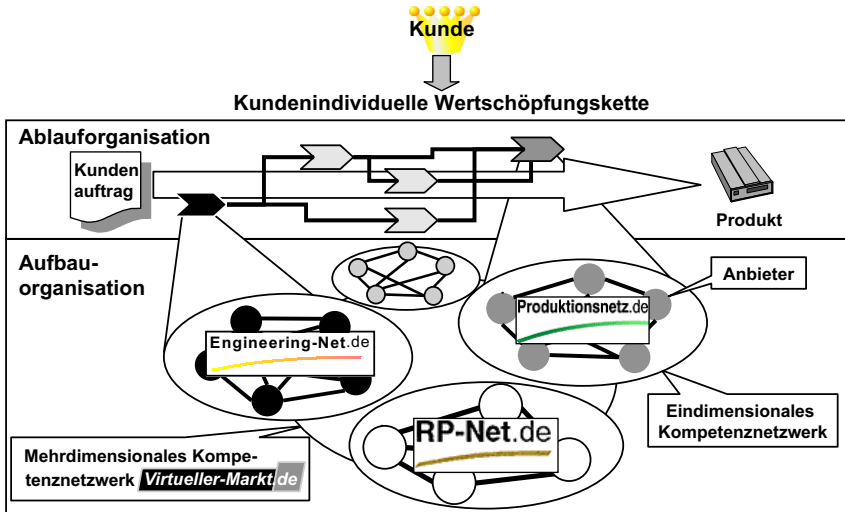 Kunde
Kundenindividuelle Wertschöpfungskette
Ablauforganisation
Kunden
auftrag
Produkt
Aufbau-
organisation
Anbieter
Produktionsnetz.de
Engineering-Net.de
Eindimensionales
Kompetenznetzwerk
RP-Net.de
Mehrdimensionales Kompe-
tenznetzwerk Virtueller-Markt.de